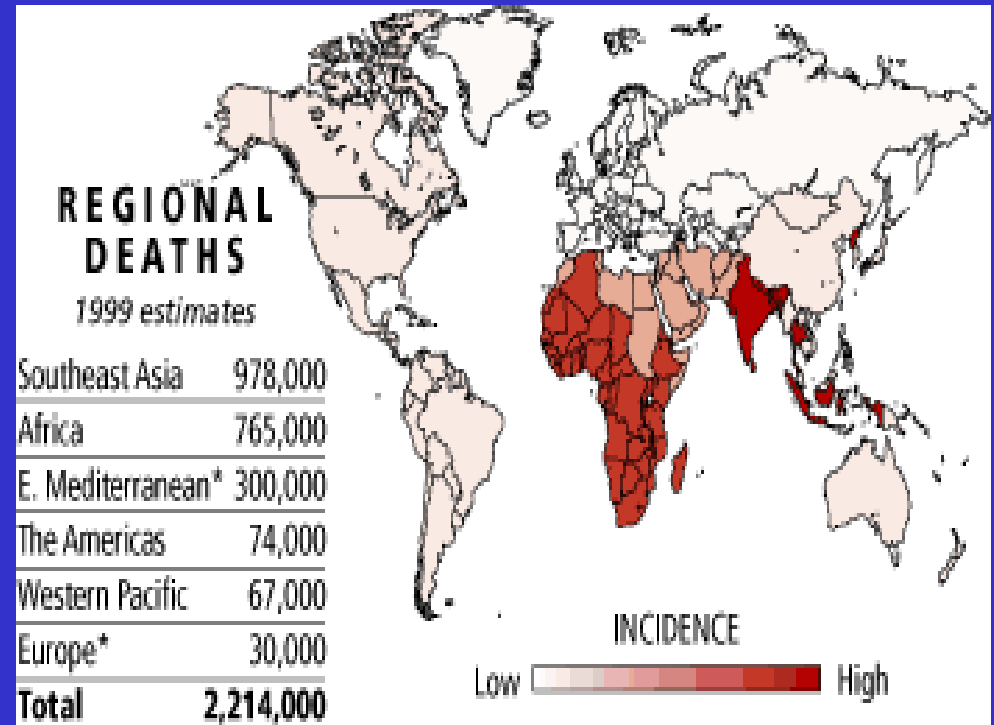 REGIONAL
DEATHS
1999 estimates
Southeast Asia 978,000
Africa 765,000
E. Mediterranean* 300,000
The Americas 74,000
Western Pacific 67,000
Europe* 30,000
Total 2,214,000
INCIDENCE
Low High